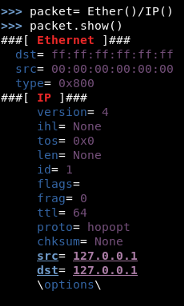 >>> packet= Ether()/IP()
>>> packet.show()
###[ Ethernet ]###
dst= ff:ff:ff:ff:ff:ff
src= 00:00:00:00:00:00
type= 0x800
###[ IP ]###
version= 4
ihl= None
tos= 0x0
len= None
id= 1
flags=
frag= 0
ttl= 64
proto= hopopt
chksum= None
src= 127.0.0.1
dst= 127.0.0.1
\options\